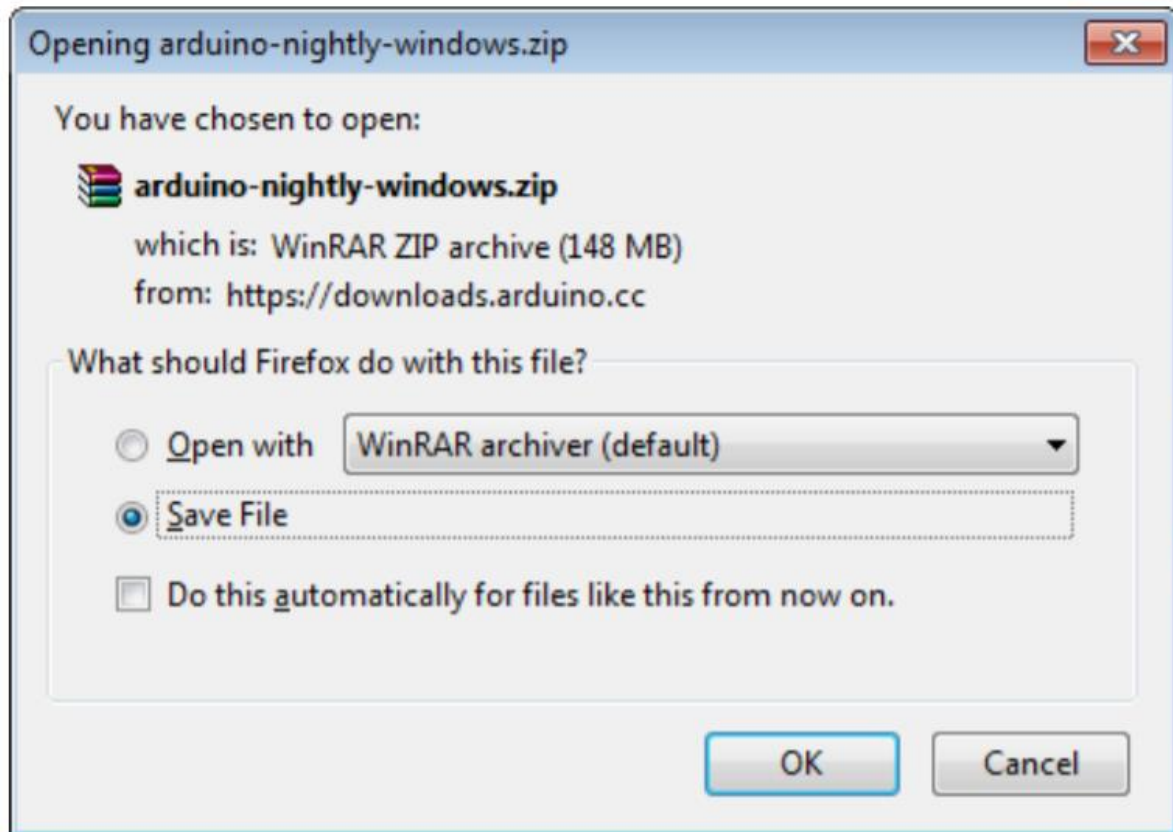 Opening arduino-nightly-windows.zip
You have chosen to open:
arduino-nightly-windows.zip
which is: WinRAR ZIP archive (148 MB)
from: https://downloads.arduino.cc
What should Firefox do with this file?
Open with WinRAR archiver (default)
Save File
Do this automatically for files like this from now on.
OK Cancel